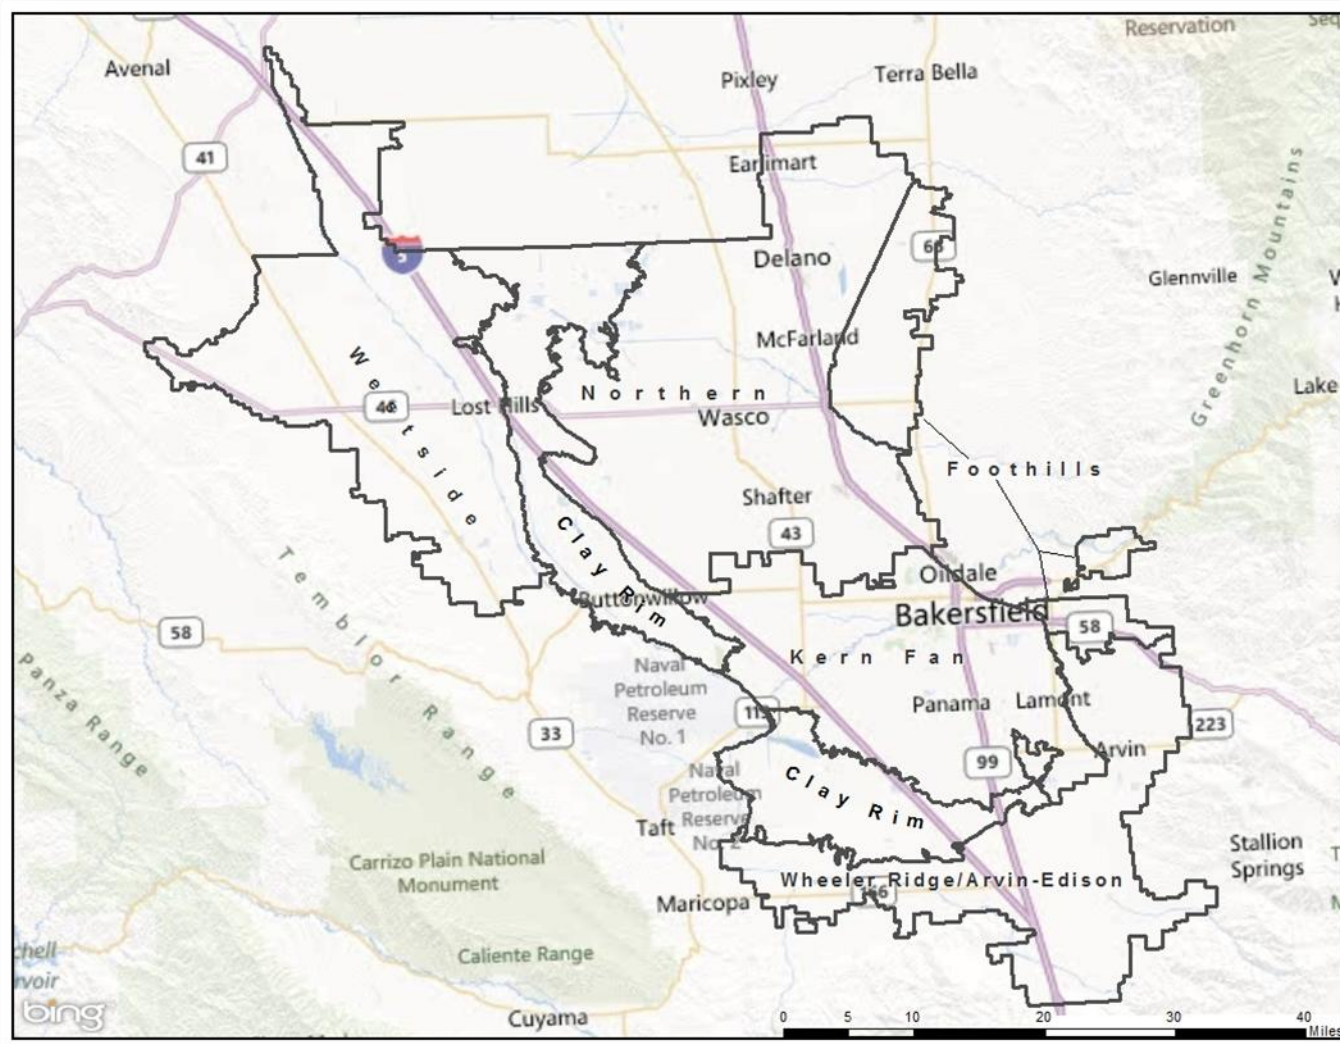 Reservation
Avenal
Pixley
Terra Bella
41
Earlimart
5
Delano
Glennville
Greenhorn Mountains
McFarland
Westside
Northern
46
Lost Hills
Wasco
Lake
Foothills
Shafter
43
Clay Rim
Temblor Range
Oildale
Buttonwillow
Bakersfield
58
58
Kern Fan
Panza Range
Naval
Petroleum
Reserve
No. 1
Panama
Lamont
33
223
Arvin
99
Naval
Petroleum
Reserve
No. 2
Clay Rim
Taft
Stallion
Springs
Carrizo Plain National
Monument
Wheeler Ridge/Arvin-Edison
Maricopa
Caliente Range
bing
Cuyama
0 5 10 20 30 40
Miles